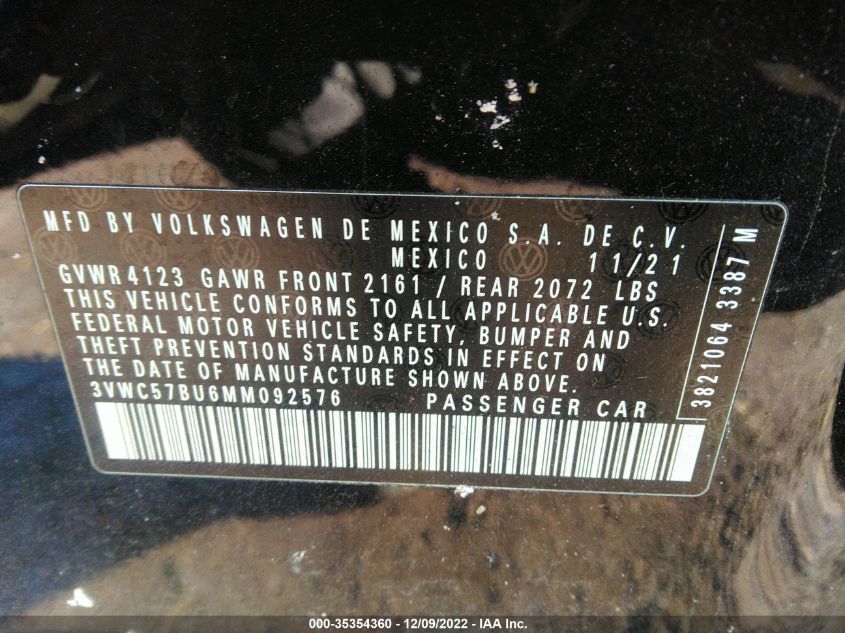 MFD BY VOLKSWAGEN DE MEXICO S.A. DE C.V.
MEXICO 11/21
GVWR 4123 GAWR FRONT 2161 / REAR 2072 LBS
THIS VEHICLE CONFORMS TO ALL APPLICABLE U.S.
FEDERAL MOTOR VEHICLE SAFETY, BUMPER AND
THEFT PREVENTION STANDARDS IN EFFECT ON
THE DATE OF MANUFACTURE SHOWN ABOVE.
3VWC57BU6MM092576 PASSENGER CAR
3821064 3387 M
000-35354360 - 12/09/2022 - IAA Inc.